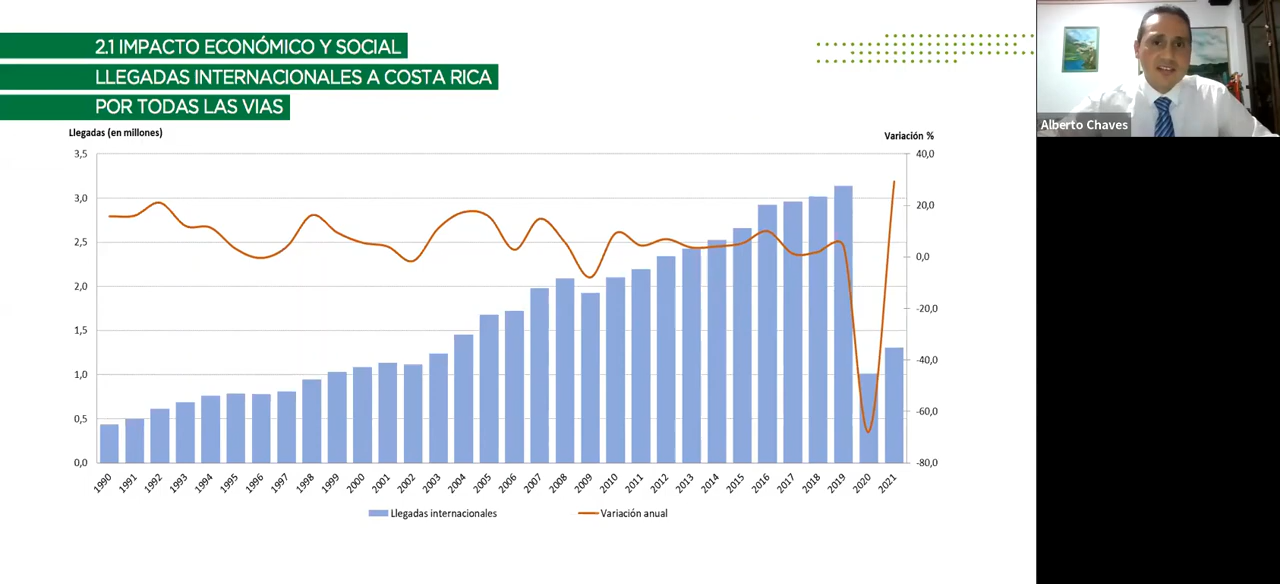 2.1 IMPACTO ECONÓMICO Y SOCIAL
LLEGADAS INTERNACIONALES A COSTA RICA
POR TODAS LAS VIAS
Alberto Chaves
Llegadas (en millones)
Variación %
3,5
3,0
2,5
2,0
1,5
1,0
0,5
0,0
40,0
20,0
0,0
-20,0
-40,0
-60,0
-80,0
1990 1991 1992 1993 1994 1995 1996 1997 1998 1999 2000 2001 2002 2003 2004 2005 2006 2007 2008 2009 2010 2011 2012 2013 2014 2015 2016 2017 2018 2019 2020 2021
Llegadas internacionales
Variación anual